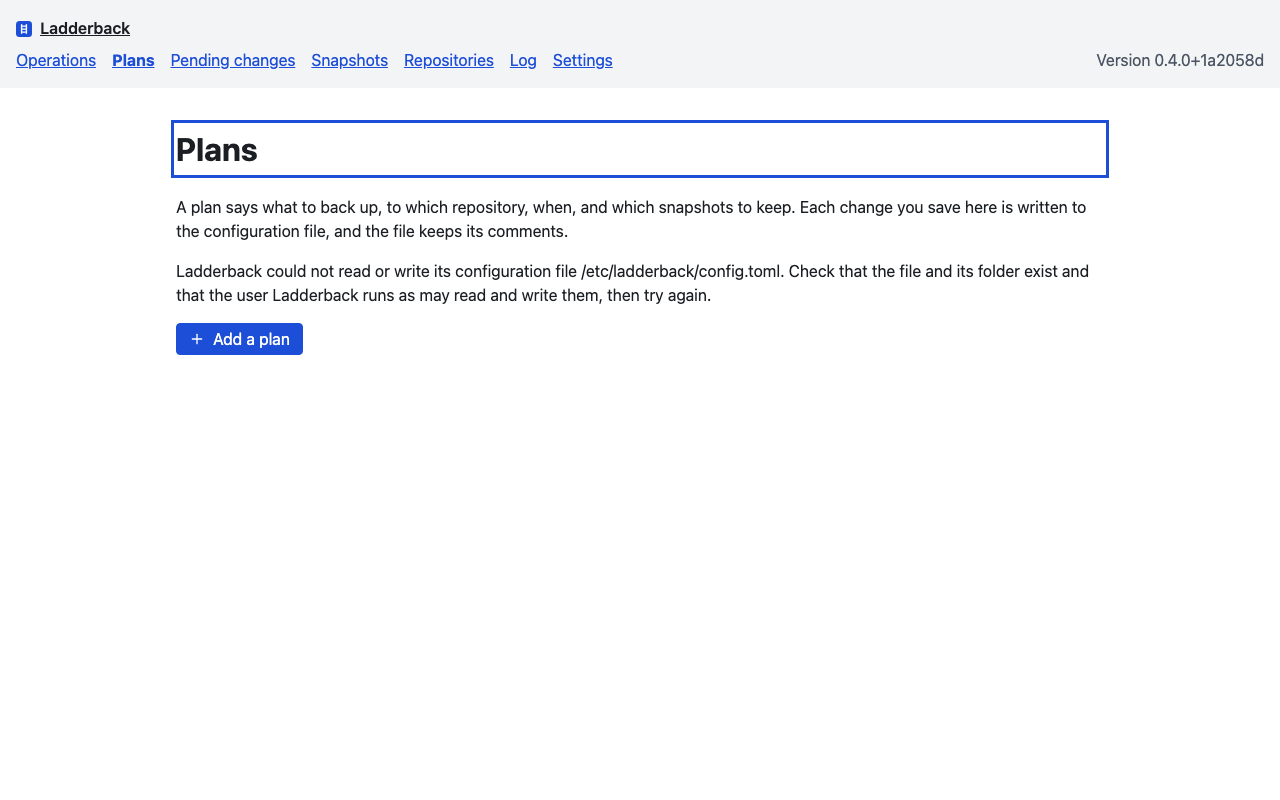 Ladderback
Operations Plans Pending changes Snapshots Repositories Log Settings Version 0.4.0+1a2058d
Plans
A plan says what to back up, to which repository, when, and which snapshots to keep. Each change you save here is written to
the configuration file, and the file keeps its comments.
Ladderback could not read or write its configuration file /etc/ladderback/config.toml. Check that the file and its folder exist and
that the user Ladderback runs as may read and write them, then try again.
Add a plan